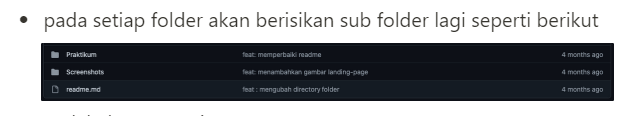 • pada setiap folder akan berisikan sub folder lagi seperti berikut
Praktikum feat: memperbaiki readme 4 months ago
Screenshots feat: menambahkan gambar landing-page 4 months ago
readme.md feat : mengubah directory folder 4 months ago